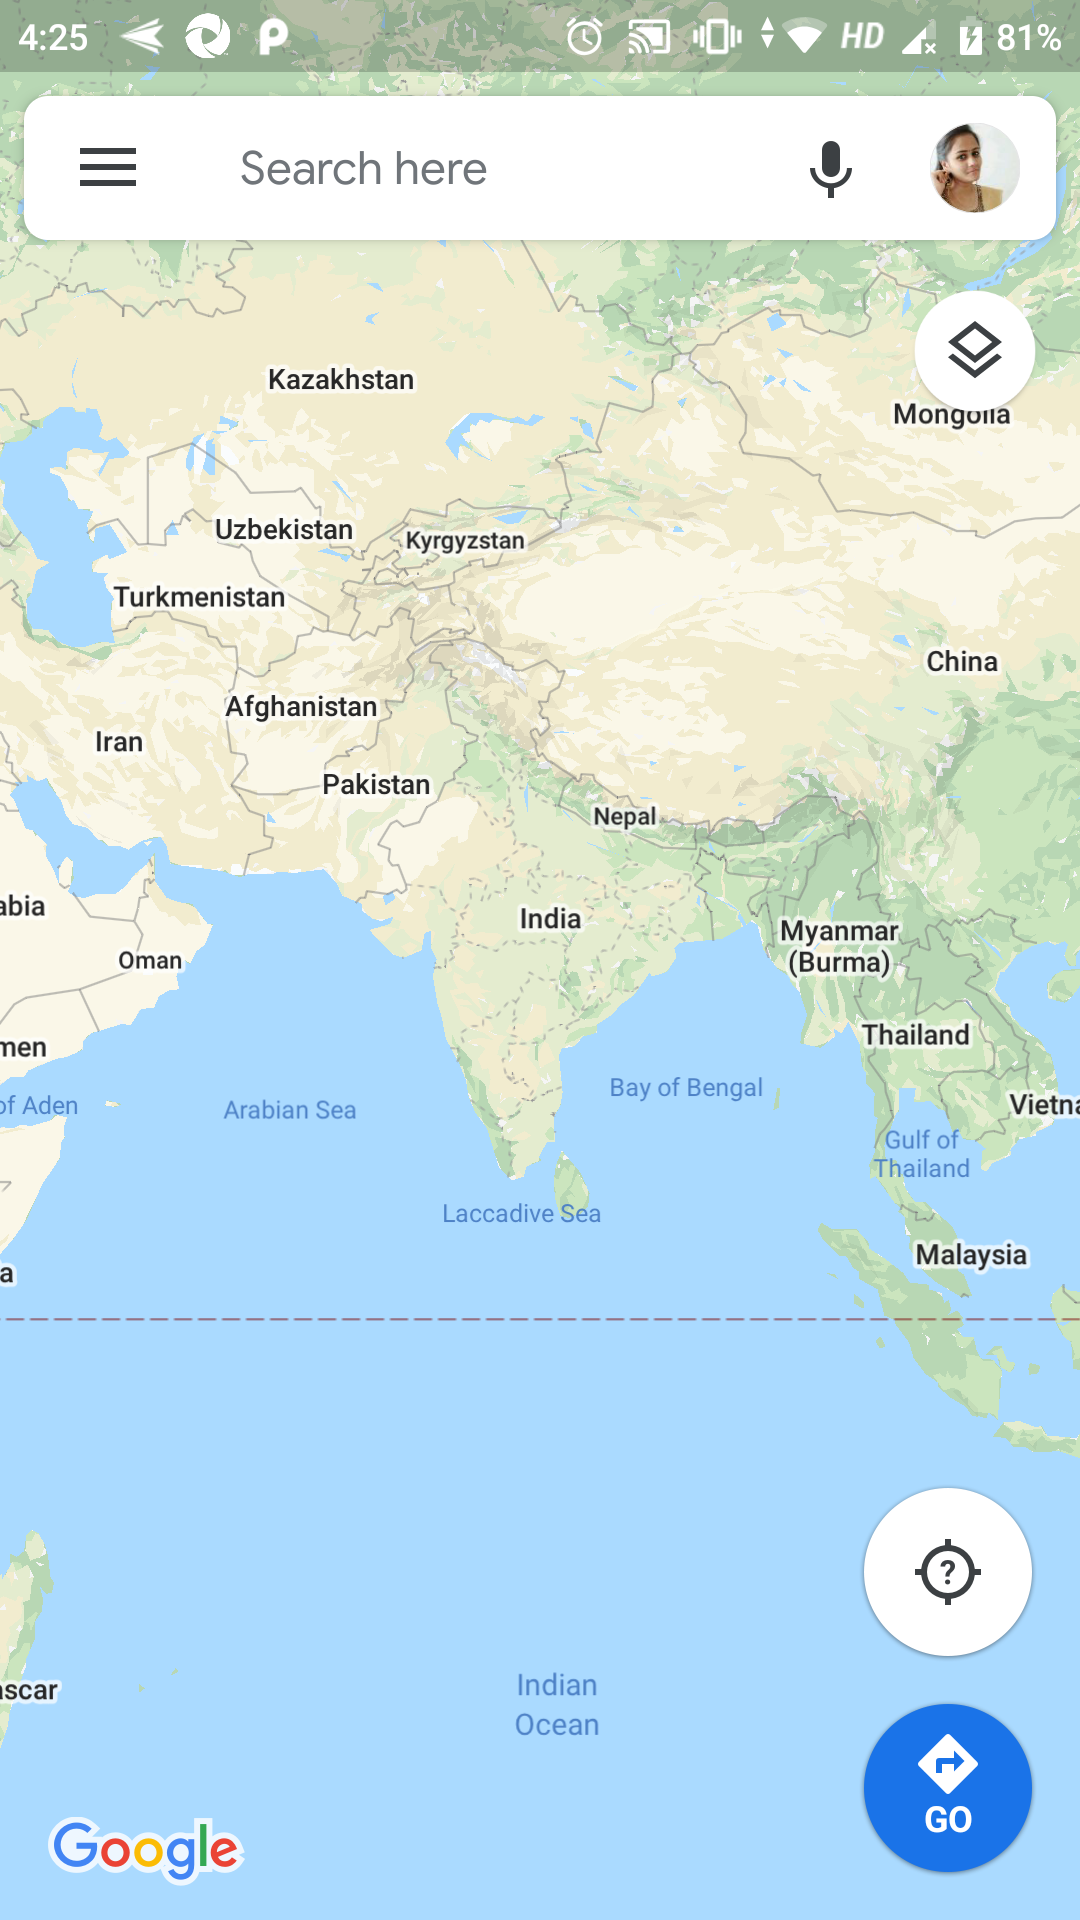 4:25
HD
81%
Search here
Kazakhstan
Mongolia
Uzbekistan
Kyrgyzstan
Turkmenistan
China
Afghanistan
Iran
Pakistan
Nepal
abia
India
Myanmar
(Burma)
Oman
Thailand
men
Bay of Bengal
of Aden
Arabian Sea
Vietna
Gulf of
Thailand
Laccadive Sea
Malaysia
a
?
ascar
Indian
Ocean
GO
Google